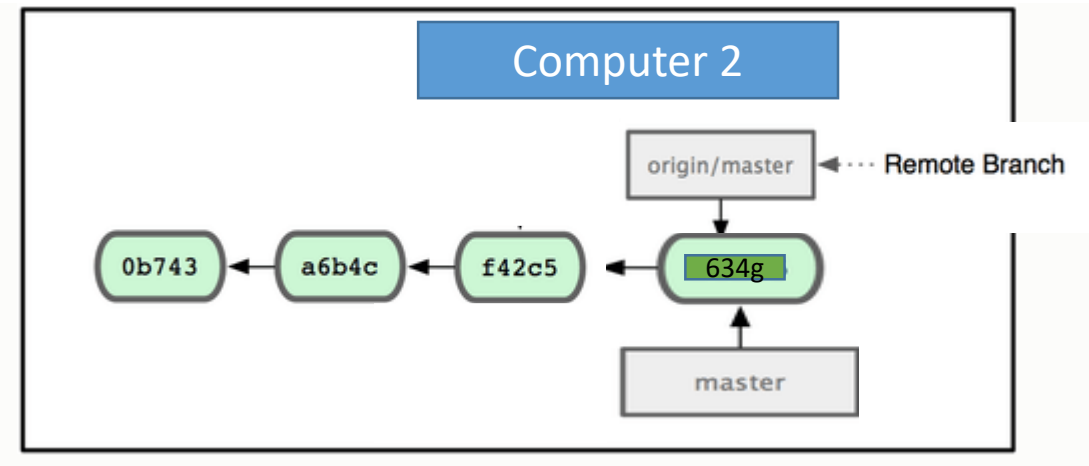 Computer 2
origin/master
Remote Branch
0b743
a6b4c
f42c5
634g
master